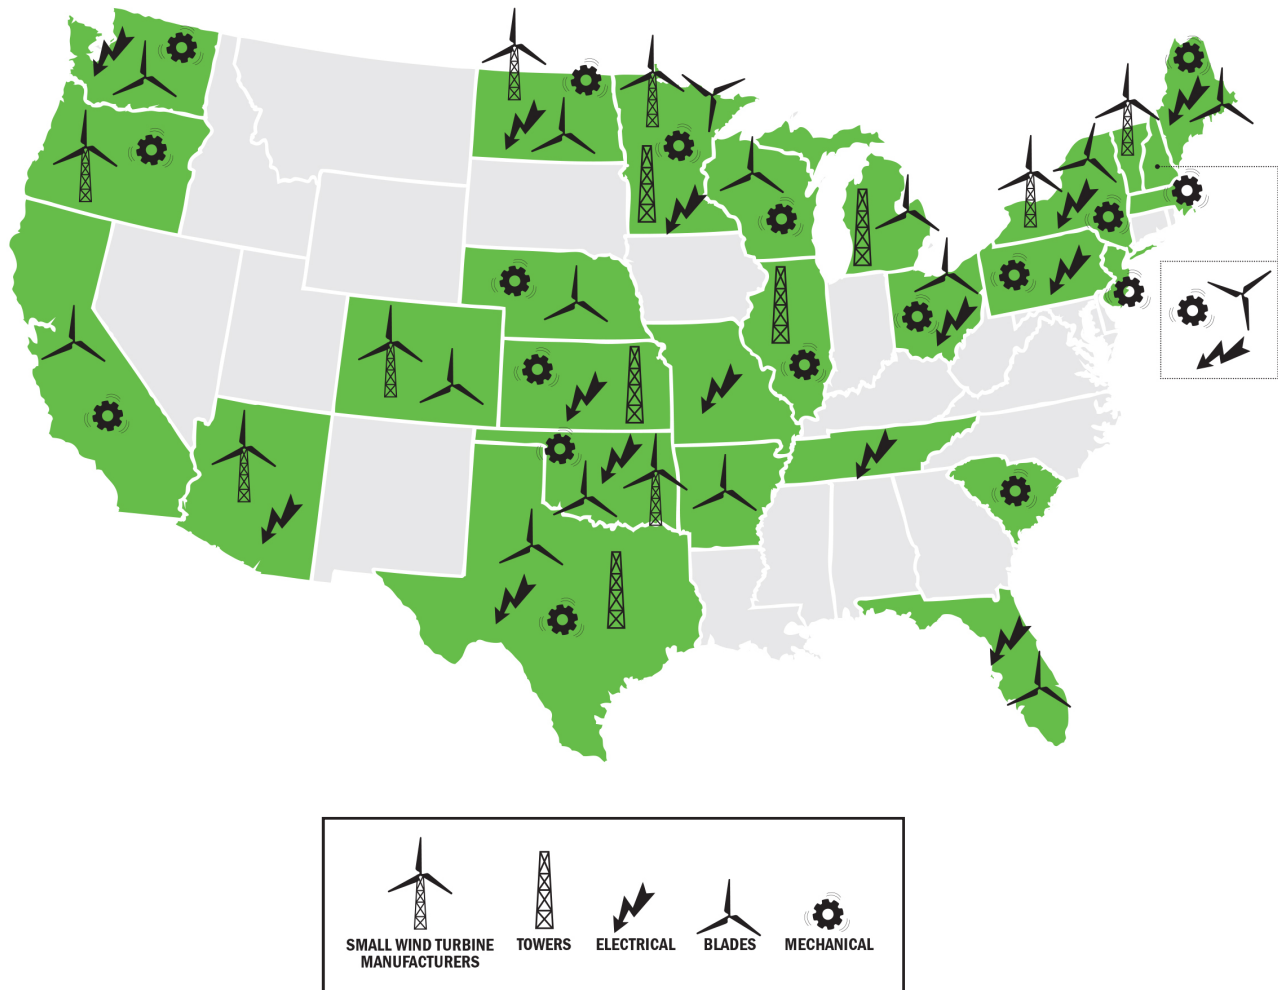 SMALL WIND TURBINE
MANUFACTURERS
TOWERS
ELECTRICAL
BLADES
MECHANICAL